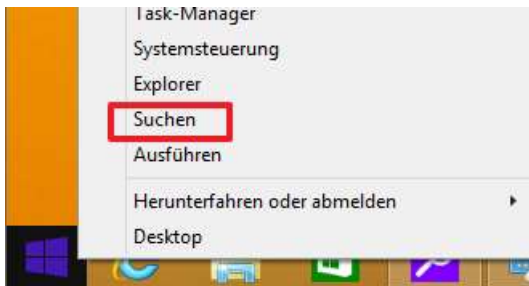 Task-Manager
Systemsteuerung
Explorer
Suchen
Ausführen
Herunterfahren oder abmelden
Desktop